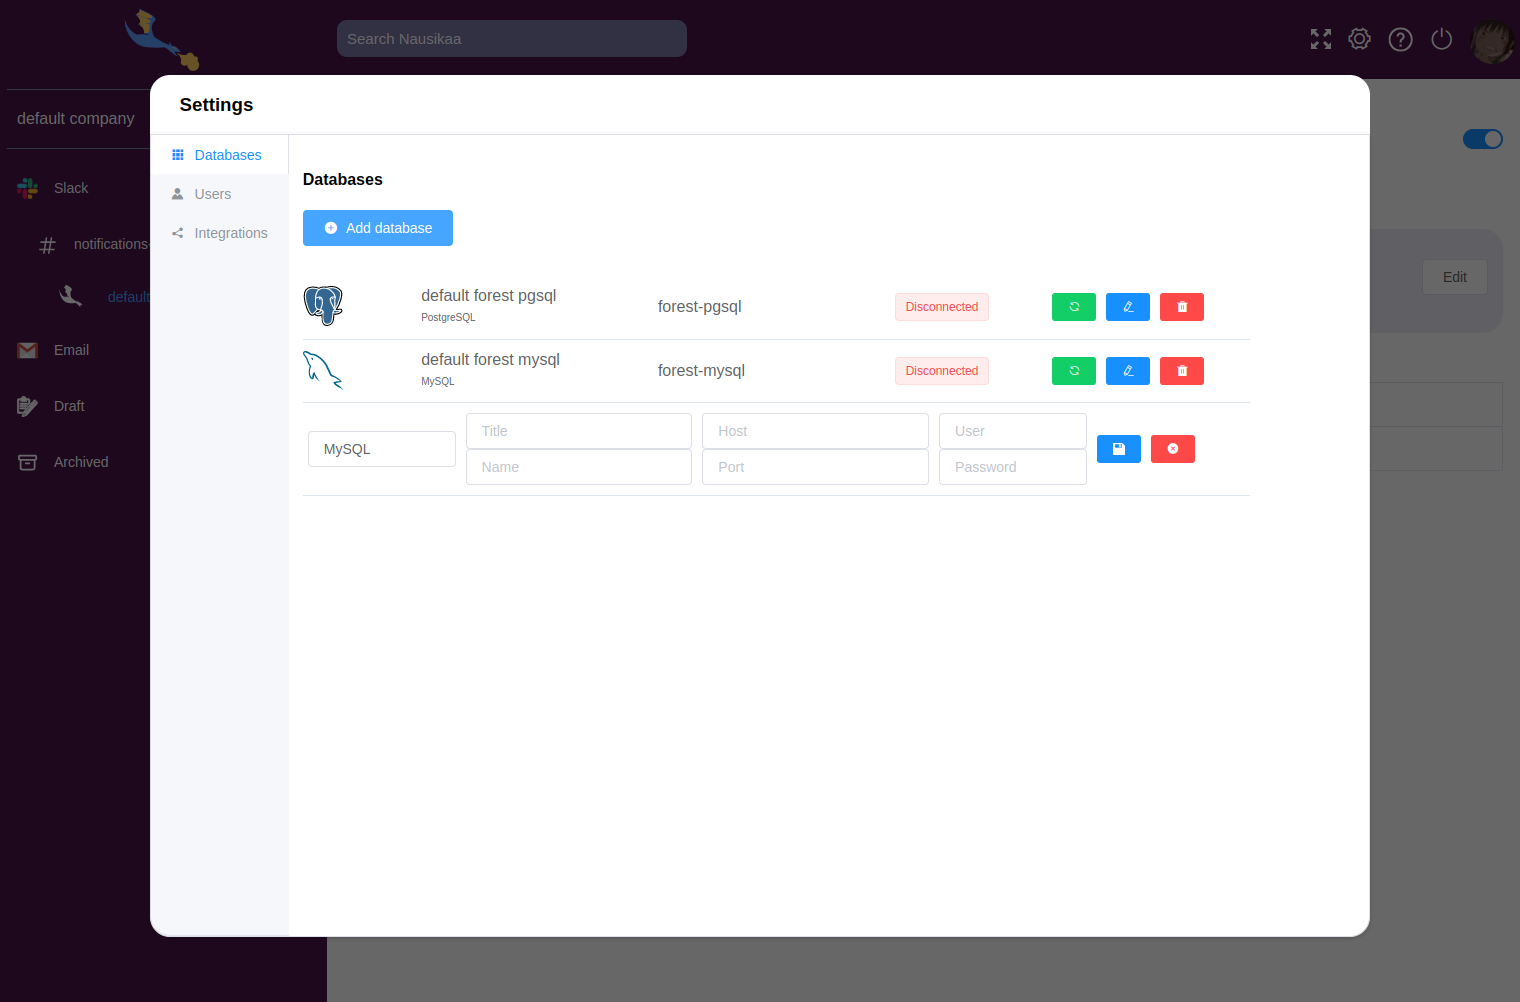 Search Nausikaa
Settings
default company
Databases
Users
Integrations
Slack
notifications-
default
Email
Draft
Archived
Databases
Add database
default forest pgsql
PostgreSQL
forest-pgsql
Disconnected
default forest mysql
MySQL
forest-mysql
Disconnected
MySQL
Title
Host
User
Name
Port
Password
Edit